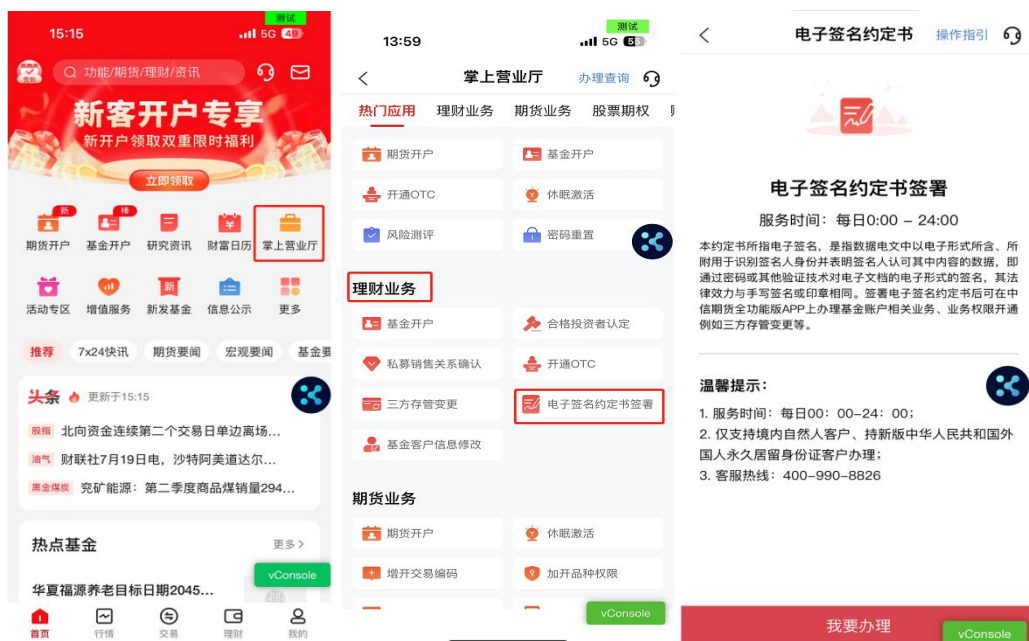 测试
15:15
5G 49
签到
功能/期货/理财/资讯
新客开户专享
新开户领取双重限时福利
立即领取
新
棒
期货开户 基金开户 研究资讯 财富日历 掌上营业厅
新
活动专区 增值服务 新发基金 信息公示 更多
推荐 7x24快讯 期货要闻 宏观要闻 基金要
头条 更新于15:15
股指 北向资金连续第二个交易日单边离场...
油气 财联社7月19日电，沙特阿美道达尔...
黑金煤炭 兖矿能源：第二季度商品煤销量294...
热点基金 更多>
vConsole
华夏福源养老目标日期2045...
首页 行情 交易 理财 我的
测试
13:59
5G
掌上营业厅 办理查询
热门应用 理财业务 期货业务 股票期权
期货开户 基金开户
开通OTC 休眠激活
风险测评 密码重置
理财业务
基金开户 合格投资者认定
私募销售关系确认 开通OTC
三方存管变更 电子签名约定书签署
基金客户信息修改
期货业务
期货开户 休眠激活
增开交易编码 加开品种权限
vConsole
电子签名约定书 操作指引
电子签名约定书签署
服务时间：每日0:00 – 24:00
本约定书所指电子签名，是指数据电文中以电子形式所含、所
附用于识别签名人身份并表明签名人认可其中内容的数据，即
通过密码或其他验证技术对电子文档的电子形式的签名，其法
律效力与手写签名或印章相同。签署电子签名约定书后可在中
信期货全功能版APP上办理基金账户相关业务、业务权限开通
例如三方存管变更等。
温馨提示：
1. 服务时间：每日00：00–24：00；
2. 仅支持境内自然人客户、持新版中华人民共和国外
国人永久居留身份证客户办理；
3. 客服热线：400–990–8826
我要办理
vConsole